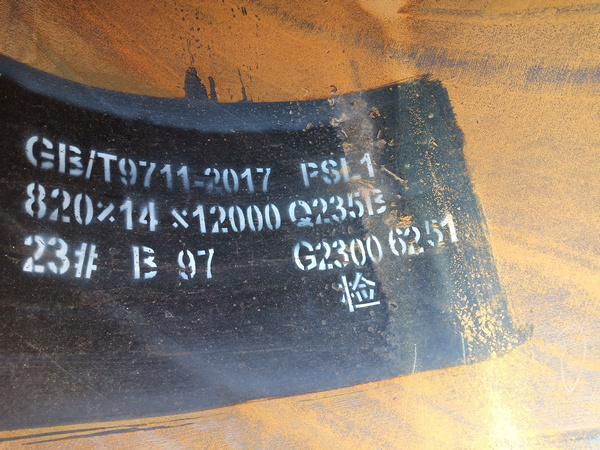 GB/T9711-2017 PSL1
820×14 ×12000 Q235B
23# B 97 G2300 6251
检